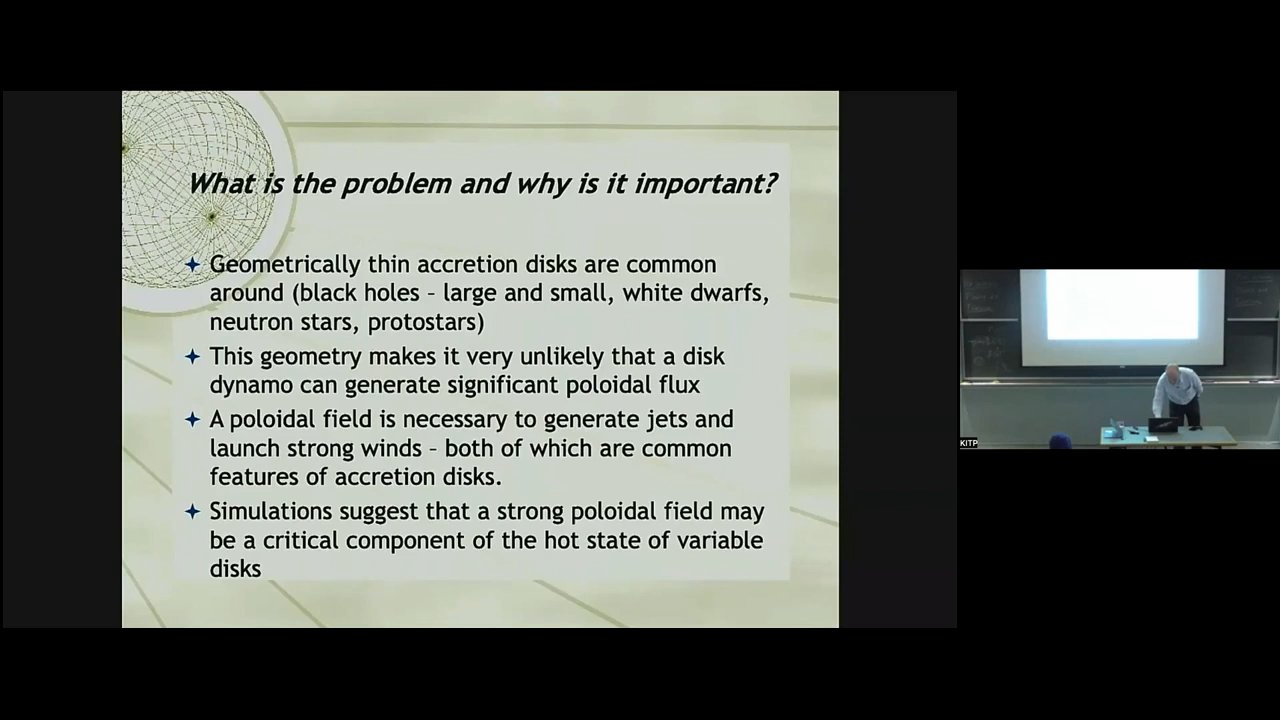 What is the problem and why is it important?
Geometrically thin accretion disks are common
around (black holes – large and small, white dwarfs,
neutron stars, protostars)
This geometry makes it very unlikely that a disk
dynamo can generate significant poloidal flux
A poloidal field is necessary to generate jets and
launch strong winds – both of which are common
features of accretion disks.
Simulations suggest that a strong poloidal field may
be a critical component of the hot state of variable
disks
KITP